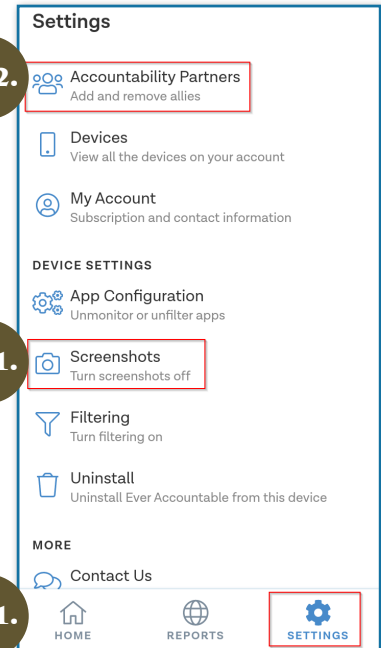 Settings
2.
Accountability Partners
Add and remove allies
Devices
View all the devices on your account
My Account
Subscription and contact information
DEVICE SETTINGS
App Configuration
Unmonitor or unfilter apps
1.
Screenshots
Turn screenshots off
Filtering
Turn filtering on
Uninstall
Uninstall Ever Accountable from this device
MORE
Contact Us
1.
HOME
REPORTS
SETTINGS